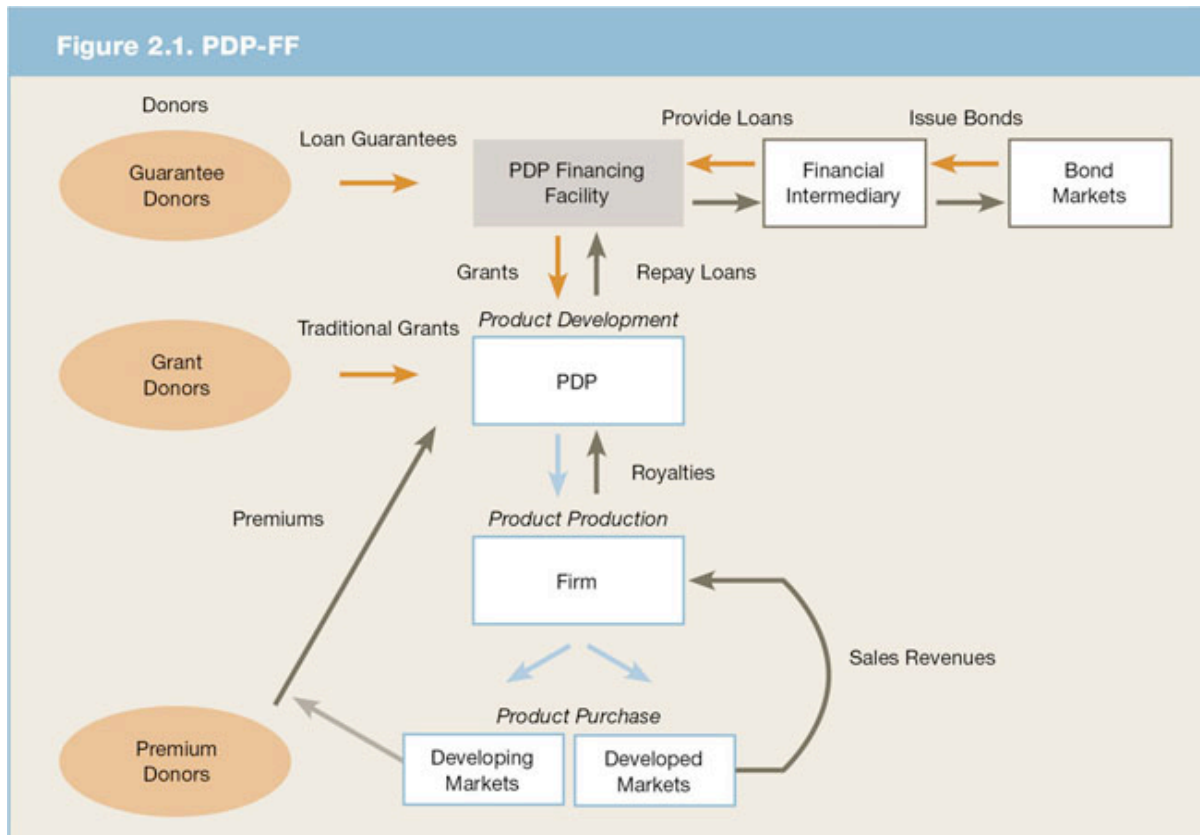 Figure 2.1. PDP-FF
Donors
Guarantee
Donors
Loan Guarantees
PDP Financing
Facility
Provide Loans
Financial
Intermediary
Issue Bonds
Bond
Markets
Grants
Repay Loans
Grant
Donors
Traditional Grants
Product Development
PDP
Royalties
Premiums
Product Production
Firm
Sales Revenues
Product Purchase
Premium
Donors
Developing
Markets
Developed
Markets